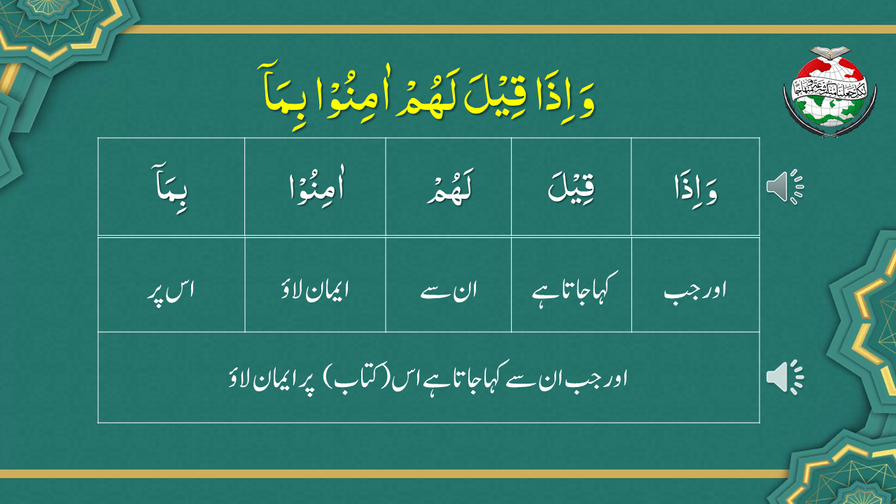 وَاِذَا قِيْلَ لَهُمْ اٰمِنُوْا بِمَآ
وَاِذَا قِيْلَ لَهُمْ اٰمِنُوْا بِمَآ
اور جب کہا جاتا ہے ان سے ایمان لاؤ اس پر
اور جب ان سے کہا جاتا ہے اس (کتاب) پر ایمان لاؤ